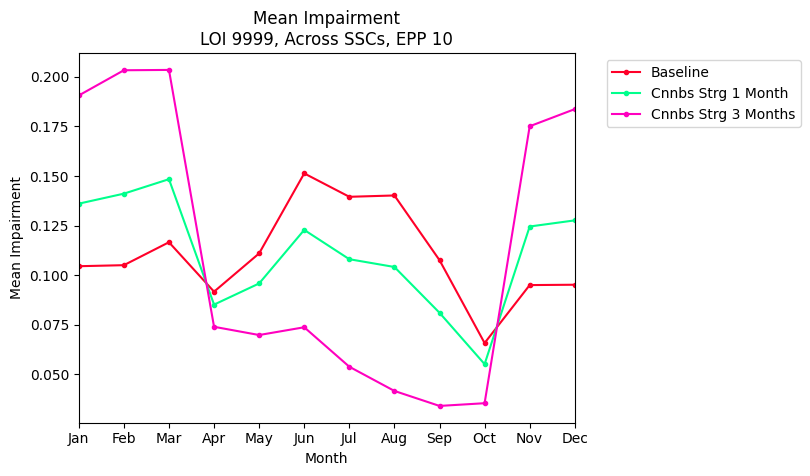 Mean Impairment
LOI 9999, Across SSCs, EPP 10
Baseline
Cnnbs Strg 1 Month
Cnnbs Strg 3 Months
Mean Impairment
0.200
0.175
0.150
0.125
0.100
0.075
0.050
Jan Feb Mar Apr May Jun Jul Aug Sep Oct Nov Dec
Month